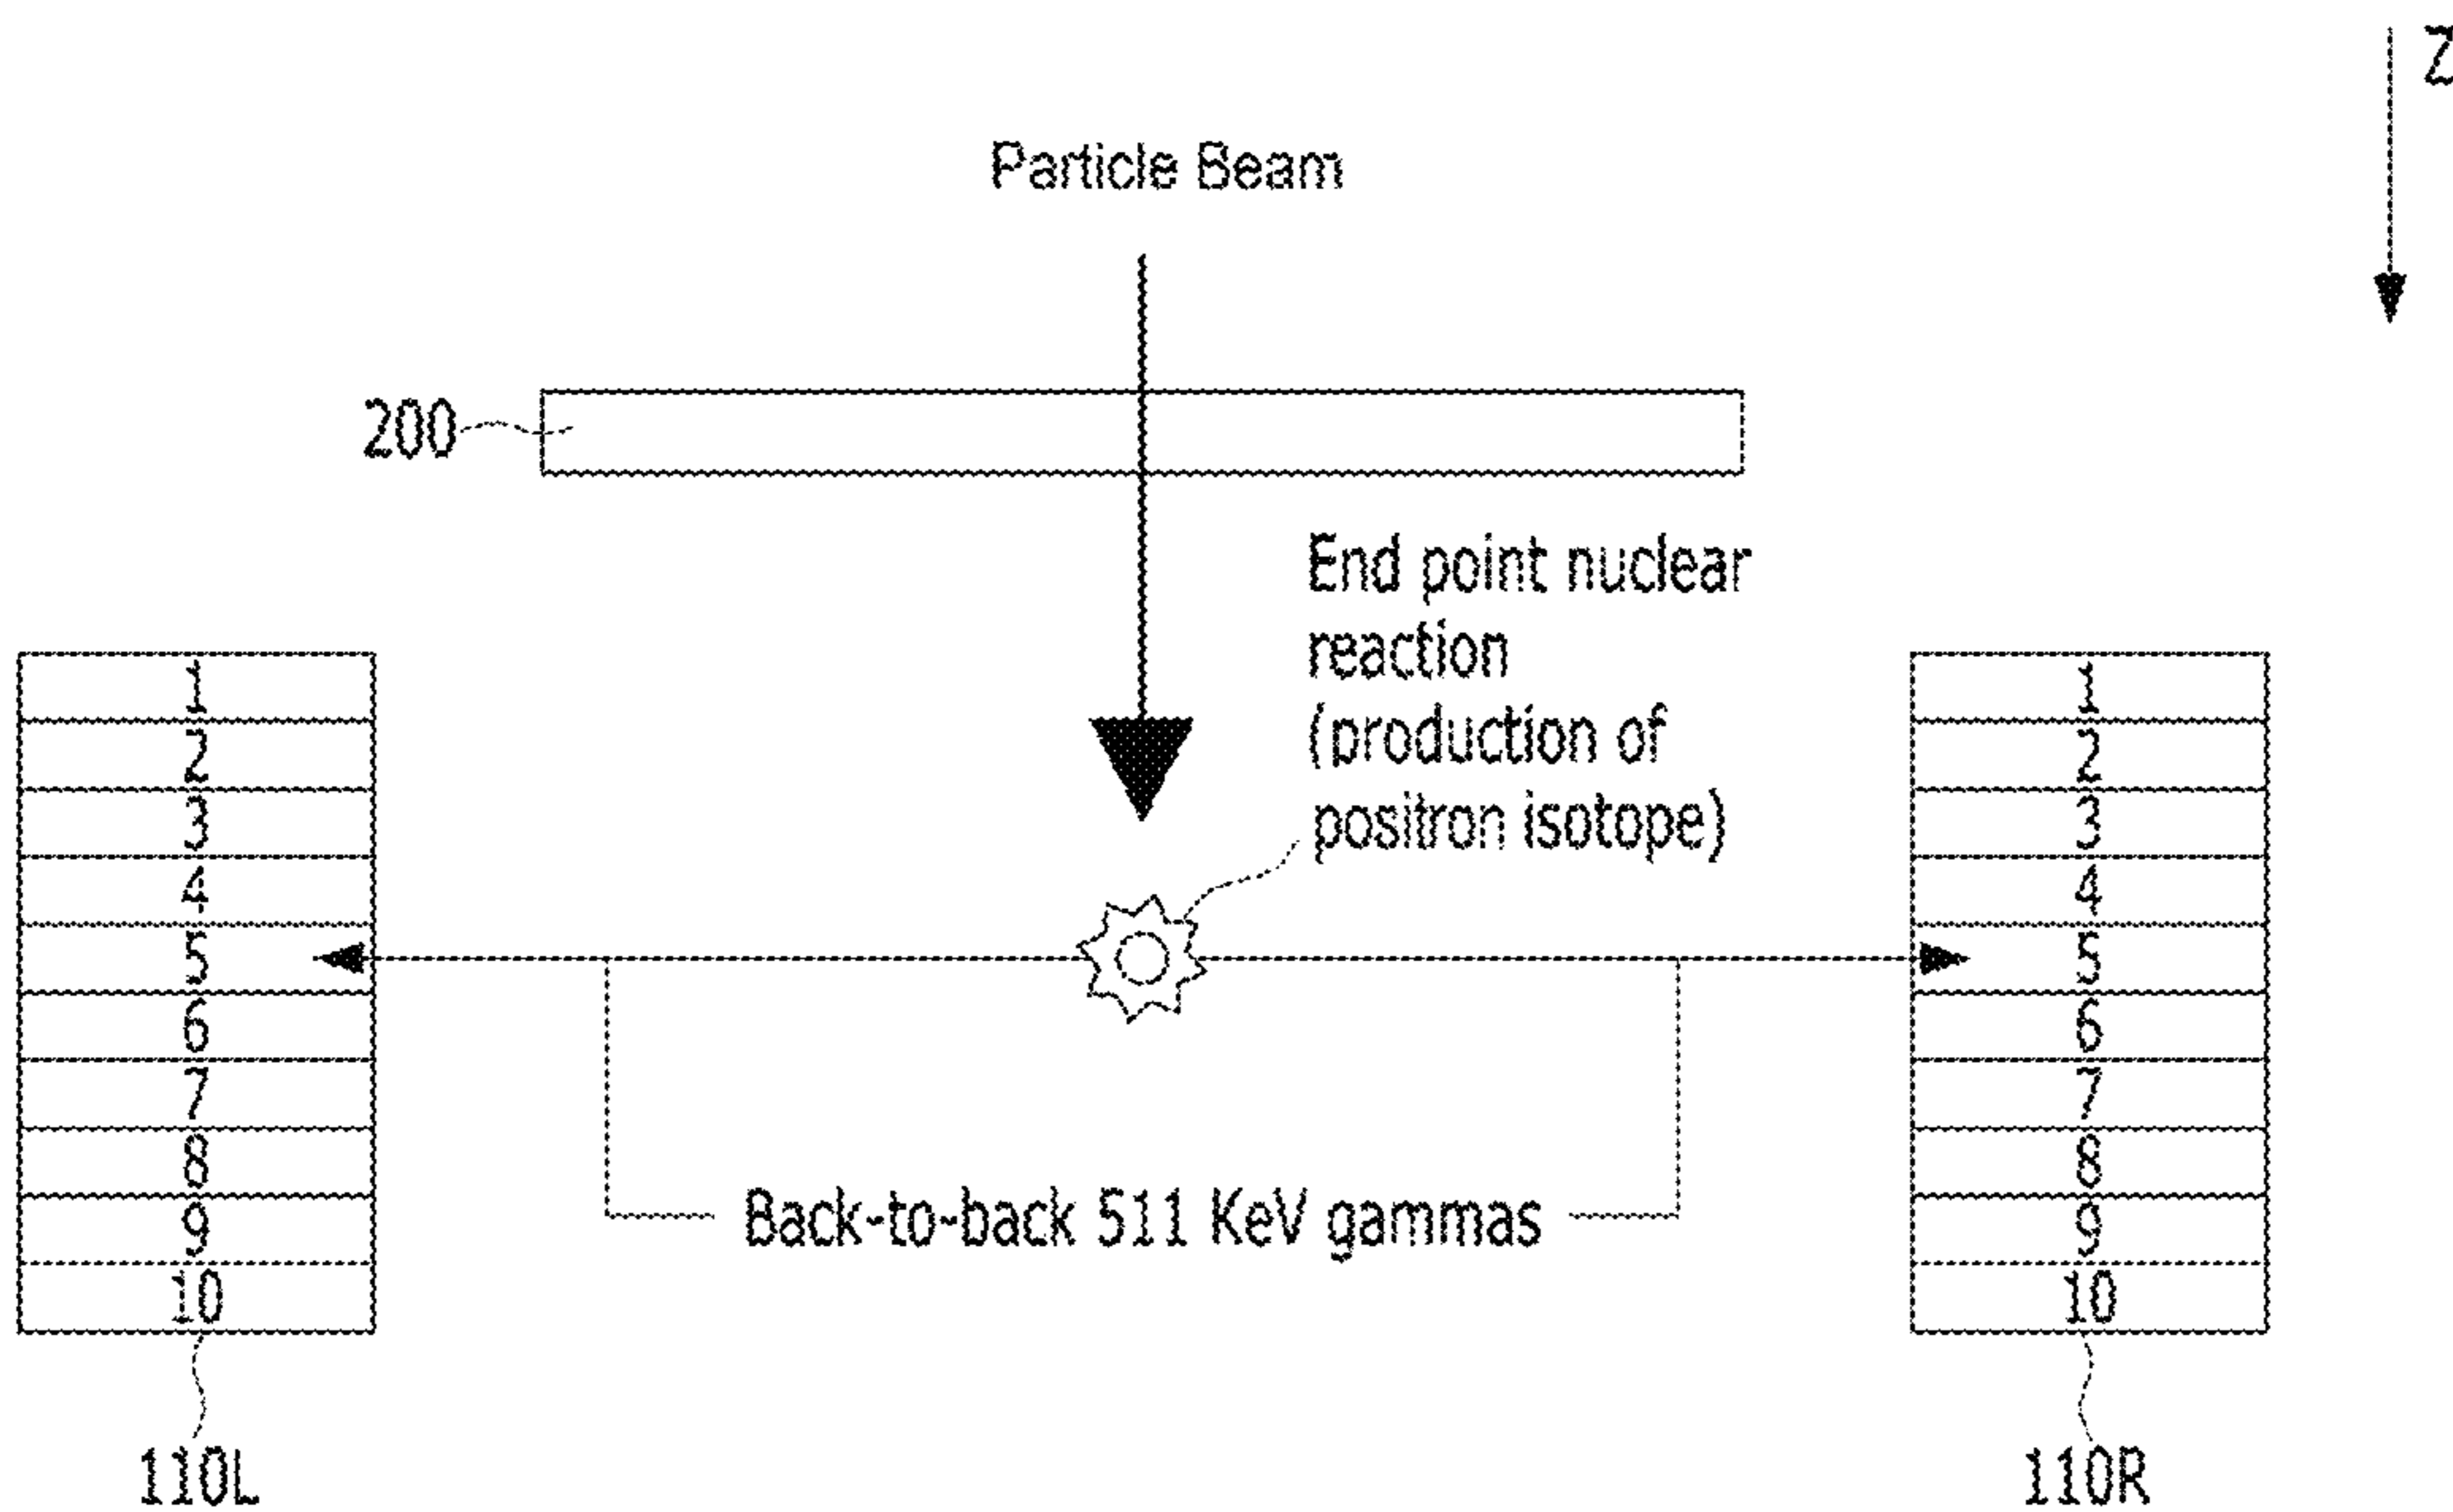 Z
Particle Beam
200
End point nuclear
reaction
(production of
positron isotope)
1
2
3
4
5
6
7
8
9
10
1
2
3
4
5
6
7
8
9
10
Back-to-back 511 KeV gammas
110L
110R